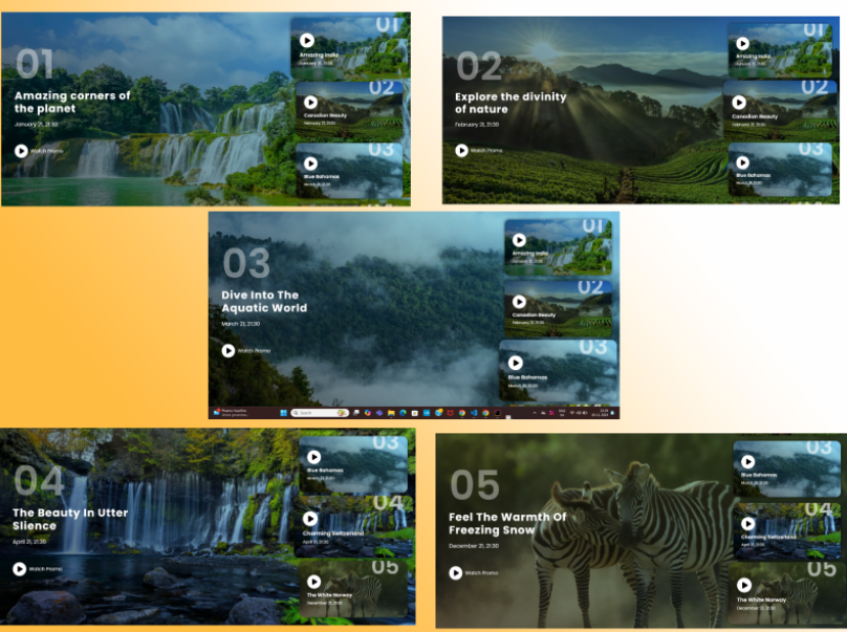 01
Amazing corners of
the planet
January 21, 21:30
Watch Promo
01
Amazing India
January 21, 21:30
02
Canadian Beauty
February 21, 21:30
03
Blue Bahamas
March 21, 21:30
02
Explore the divinity
of nature
February 21, 21:30
Watch Promo
01
Amazing India
January 21, 21:30
02
Canadian Beauty
February 21, 21:30
03
Blue Bahamas
March 21, 21:30
03
Dive Into The
Aquatic World
March 21, 21:30
Watch Promo
01
Amazing India
January 21, 21:30
02
Canadian Beauty
February 21, 21:30
03
Blue Bahamas
March 21, 21:30
Search
04
The Beauty In Utter
Slience
April 21, 21:30
Watch Promo
03
Blue Bahamas
March 21, 21:30
04
Charming Switzerland
April 21, 21:30
05
The White Norway
December 21, 21:30
05
Feel The Warmth Of
Freezing Snow
December 21, 21:30
Watch Promo
03
Blue Bahamas
March 21, 21:30
04
Charming Switzerland
April 21, 21:30
05
The White Norway
December 21, 21:30